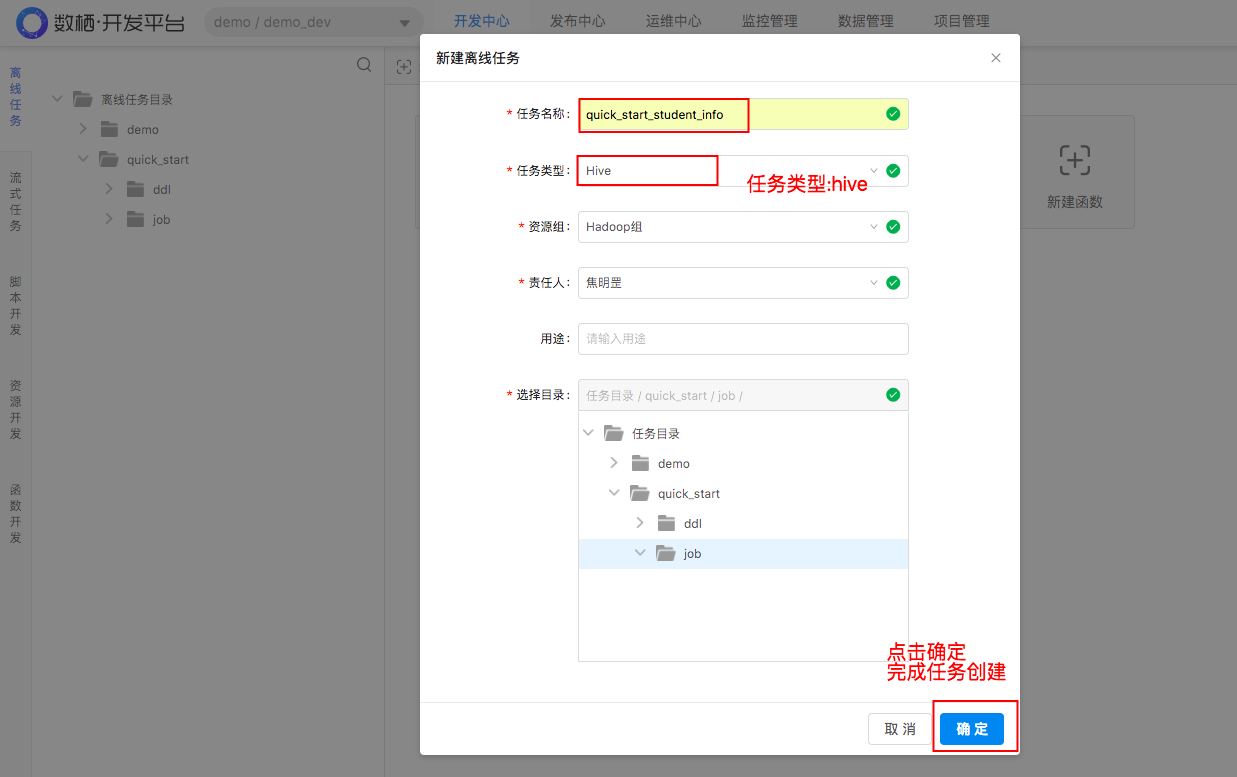 数栖·开发平台
demo / demo_dev
开发中心
发布中心
运维中心
监控管理
数据管理
项目管理
离线任务
流式任务
脚本开发
资源开发
函数开发
离线任务目录
demo
quick_start
ddl
job
新建函数
新建离线任务
* 任务名称：
quick_start_student_info
* 任务类型：
Hive
任务类型:hive
* 资源组：
Hadoop组
* 责任人：
焦明罡
用途：
请输入用途
* 选择目录：
任务目录 / quick_start / job /
任务目录
demo
quick_start
ddl
job
点击确定
完成任务创建
取 消
确 定